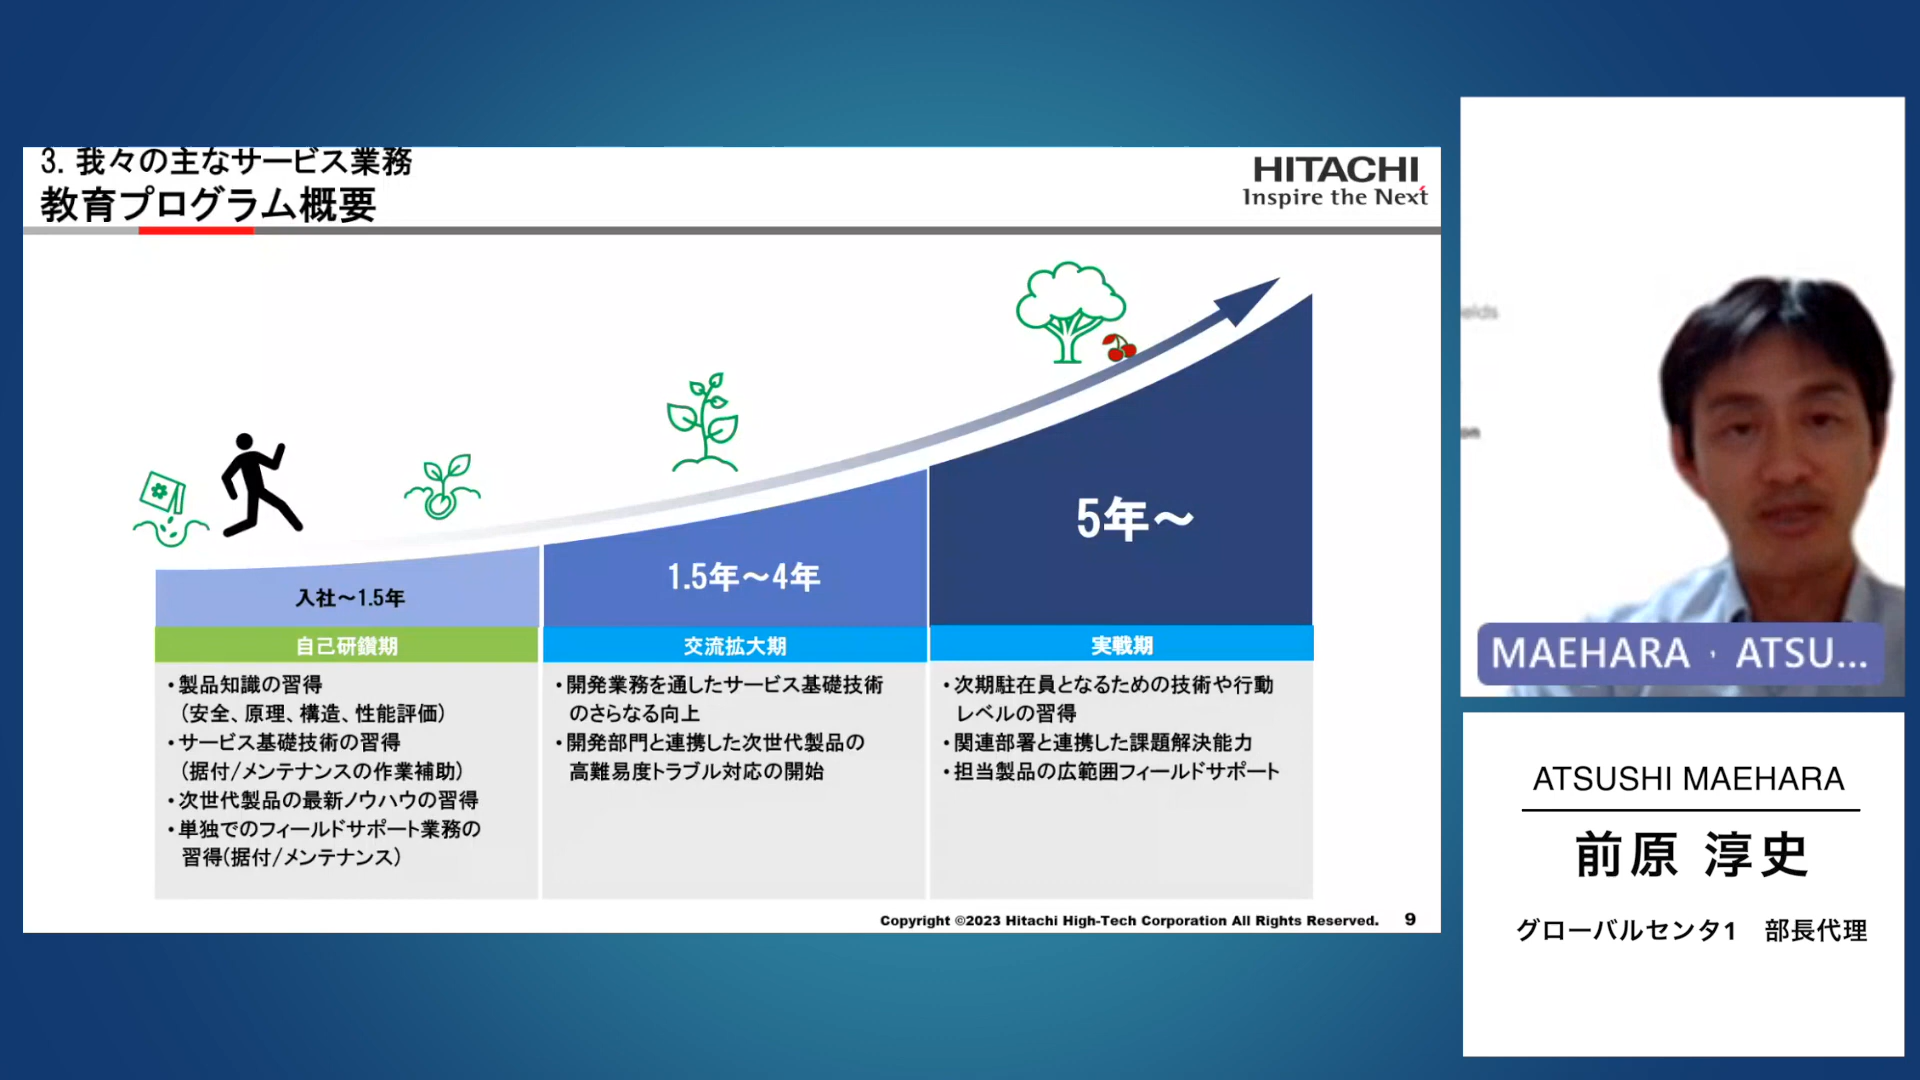 3. 我々の主なサービス業務
教育プログラム概要
HITACHI
Inspire the Next
入社～1.5年
1.5年～4年
5年～
自己研鑽期
・製品知識の習得
（安全、原理、構造、性能評価）
・サービス基礎技術の習得
（据付/メンテナンスの作業補助）
・次世代製品の最新ノウハウの習得
・単独でのフィールドサポート業務の
習得(据付/メンテナンス）
交流拡大期
・開発業務を通したサービス基礎技術
のさらなる向上
・開発部門と連携した次世代製品の
高難易度トラブル対応の開始
実戦期
・次期駐在員となるための技術や行動
レベルの習得
・関連部署と連携した課題解決能力
・担当製品の広範囲フィールドサポート
Copyright ©2023 Hitachi High-Tech Corporation All Rights Reserved. 9
MAEHARA 、 ATSU...
ATSUSHI MAEHARA
前原 淳史
グローバルセンタ1　部長代理